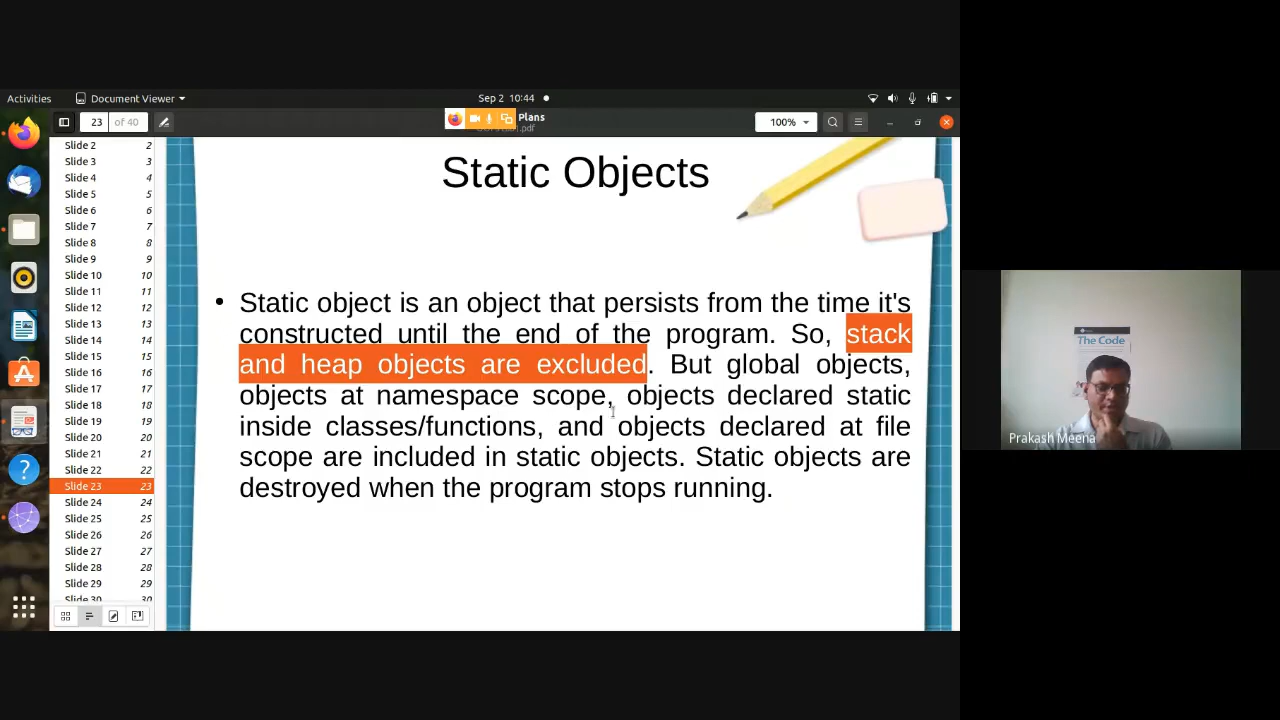 Activities
Document Viewer
Sep 2 10:44
23
of 40
Plans
.pdf
100%
Slide 2 2
Slide 3 3
Slide 4 4
Slide 5 5
Slide 6 6
Slide 7 7
Slide 8 8
Slide 9 9
Slide 10 10
Slide 11 11
Slide 12 12
Slide 13 13
Slide 14 14
Slide 15 15
Slide 16 16
Slide 17 17
Slide 18 18
Slide 19 19
Slide 20 20
Slide 21 21
Slide 22 22
Slide 23 23
Slide 24 24
Slide 25 25
Slide 26 26
Slide 27 27
Slide 28 28
Slide 29 29
Slide 30 30
Static Objects
• Static object is an object that persists from the time it's
constructed until the end of the program. So, stack
and heap objects are excluded. But global objects,
objects at namespace scope, objects declared static
inside classes/functions, and objects declared at file
scope are included in static objects. Static objects are
destroyed when the program stops running.
The Code
Prakash Meena